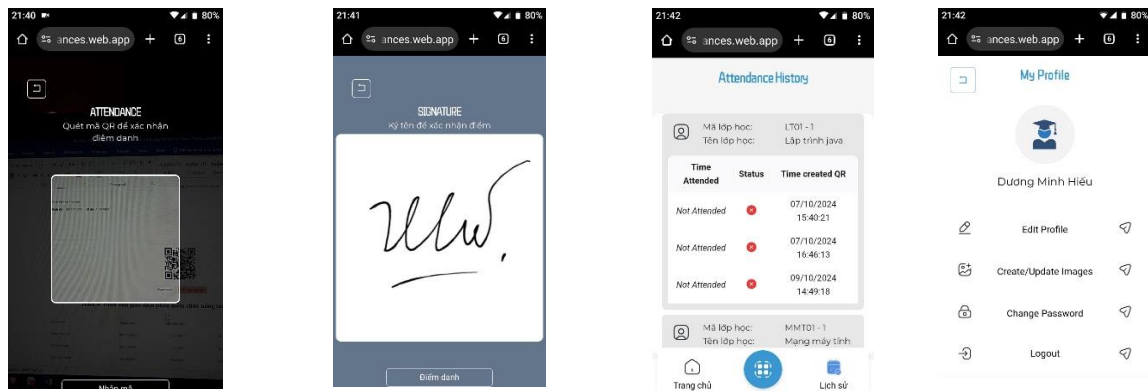 21:40
80%
ances.web.app
6
ATTENDANCE
Quét mã QR để xác nhận
điểm danh
Nhập mã
21:41
80%
ances.web.app
6
SIGNATURE
Ký tên để xác nhận điểm
Điểm danh
21:42
80%
ances.web.app
6
Attendance History
Mã lớp học: LT01 - 1
Tên lớp học: Lập trình java
Time Attended Status Time created QR
Not Attended 07/10/2024 15:40:21
Not Attended 07/10/2024 16:46:13
Not Attended 09/10/2024 14:49:18
Mã lớp học: MMT01 - 1
Tên lớp học: Mạng máy tính
Trang chủ Lịch sử
21:42
80%
ances.web.app
6
My Profile
Dương Minh Hiếu
Edit Profile
Create/Update Images
Change Password
Logout